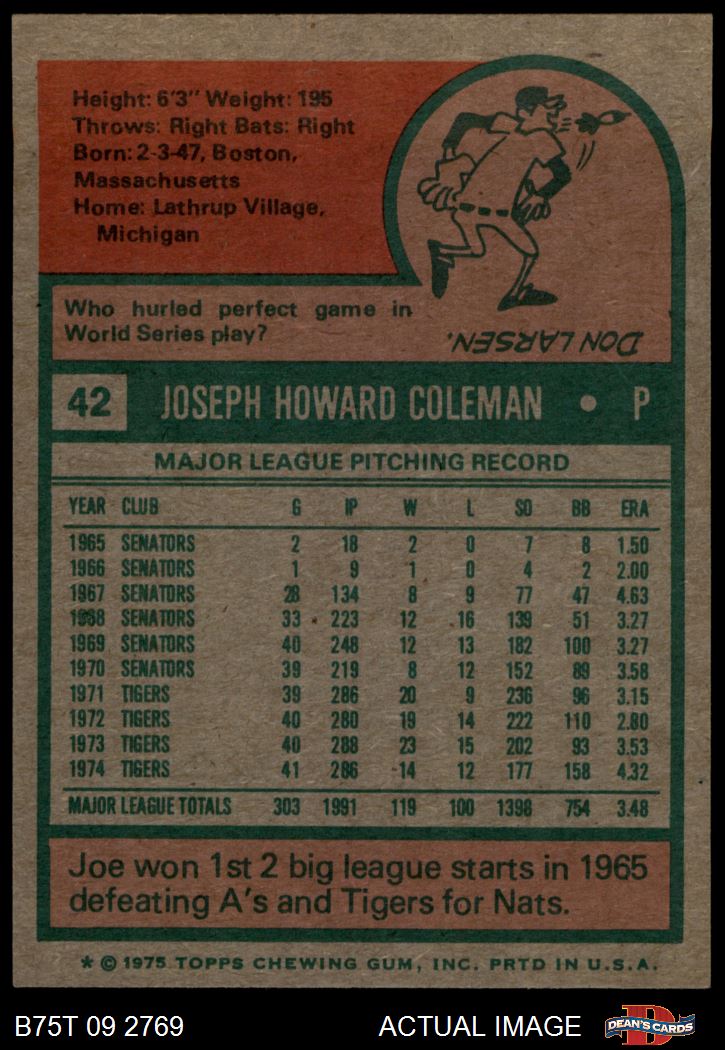 Height: 6'3" Weight: 195
Throws: Right Bats: Right
Born: 2-3-47, Boston,
Massachusetts
Home: Lathrup Village,
Michigan
Who hurled perfect game in
World Series play?
DON LARSEN.
42 JOSEPH HOWARD COLEMAN • P
MAJOR LEAGUE PITCHING RECORD
YEAR CLUB G IP W L SO BB ERA
1965 SENATORS 2 18 2 0 7 8 1.50
1966 SENATORS 1 9 1 0 4 2 2.00
1967 SENATORS 28 134 8 9 77 47 4.63
1968 SENATORS 33 223 12 16 139 51 3.27
1969 SENATORS 40 248 12 13 182 100 3.27
1970 SENATORS 39 219 8 12 152 89 3.58
1971 TIGERS 39 286 20 9 236 96 3.15
1972 TIGERS 40 280 19 14 222 110 2.80
1973 TIGERS 40 288 23 15 202 93 3.53
1974 TIGERS 41 286 14 12 177 158 4.32
MAJOR LEAGUE TOTALS 303 1991 119 100 1398 754 3.48
Joe won 1st 2 big league starts in 1965
defeating A's and Tigers for Nats.
* © 1975 TOPPS CHEWING GUM, INC. PRTD IN U.S.A.
B75T 09 2769 ACTUAL IMAGE
D
DEAN'S CARDS